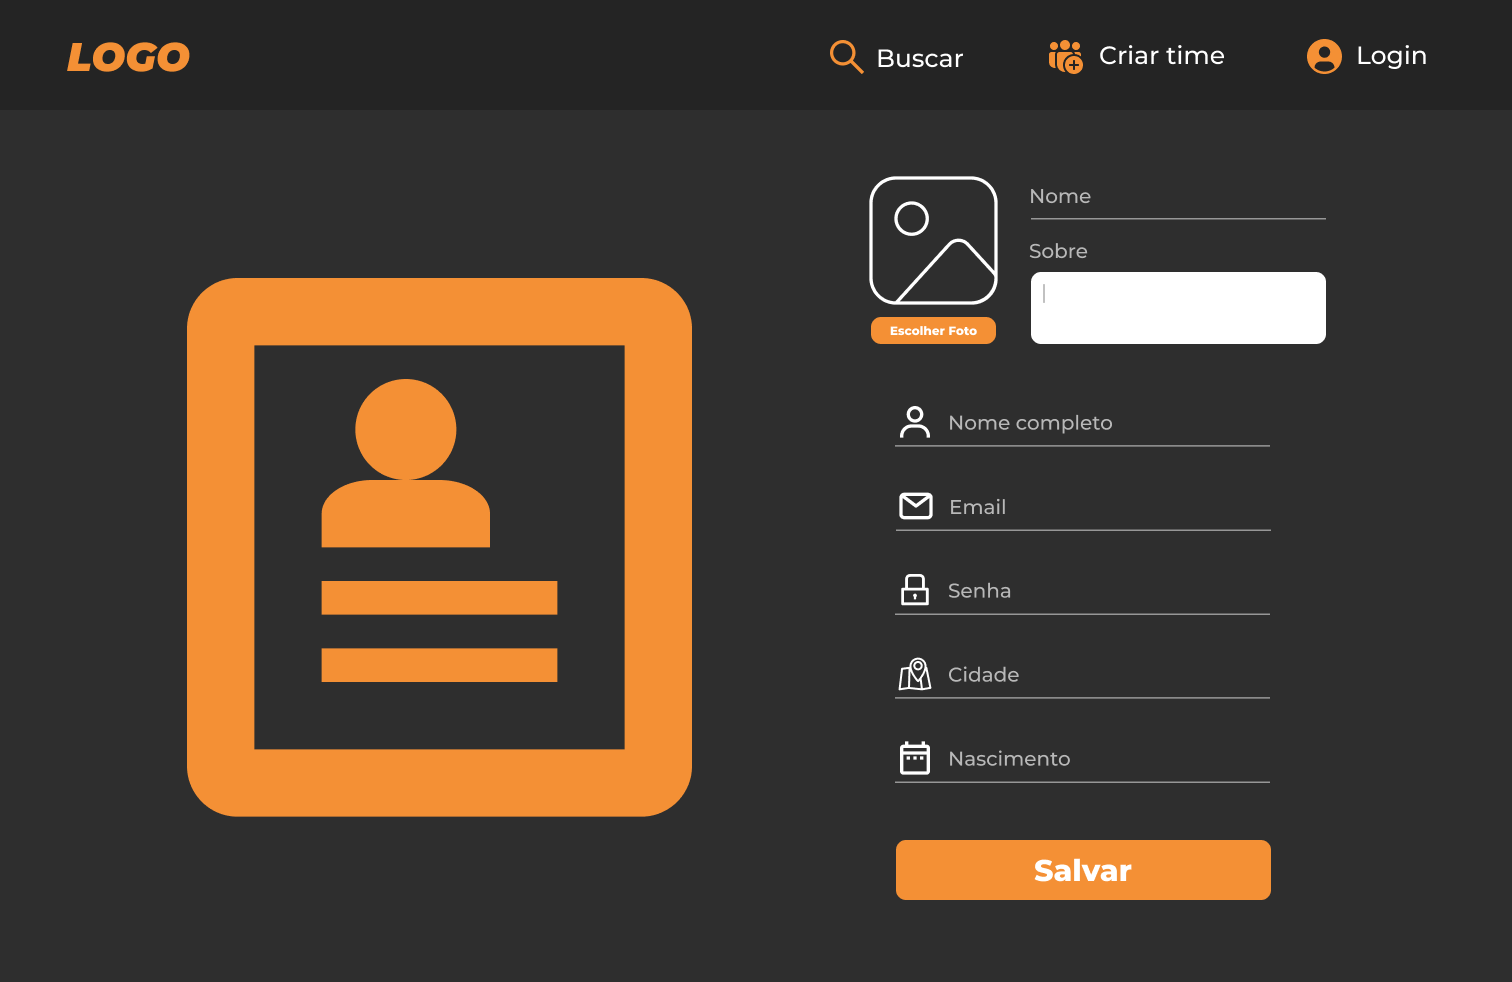 LOGO
Buscar
Criar time
Login
Nome
Sobre
Escolher Foto
Nome completo
Email
Senha
Cidade
Nascimento
Salvar